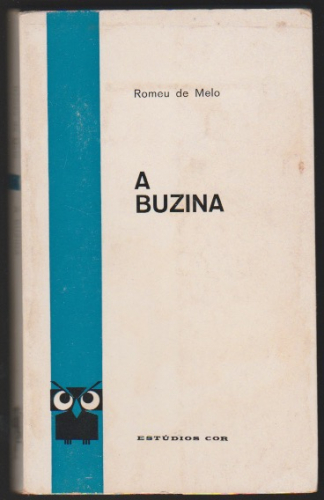 Romeu de Melo
A
BUZINA
ESTÚDIOS COR